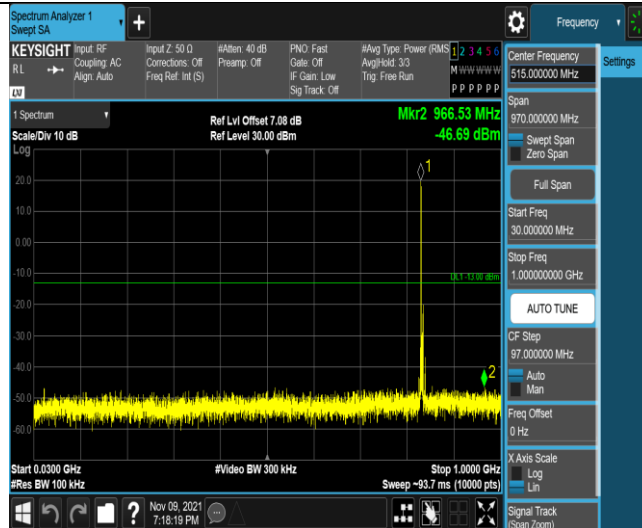 Spectrum Analyzer 1
Swept SA
+
Frequency
KEYSIGHT
RL
LXI
Input: RF
Coupling: AC
Align: Auto
Input Z: 50 Ω
Corrections: Off
Freq Ref: Int (S)
#Atten: 40 dB
Preamp: Off
PNO: Fast
Gate: Off
IF Gain: Low
Sig Track: Off
#Avg Type: Power (RMS
Avg|Hold: 3/3
Trig: Free Run
1 2 3 4 5 6
M W W W W W
P P P P P P
1 Spectrum
Scale/Div 10 dB
Log
Ref Lvl Offset 7.08 dB
Ref Level 30.00 dBm
Mkr2 966.53 MHz
-46.69 dBm
1
20.0
10.0
0.00
-10.0
DL1 -13.00 dBm
-20.0
-30.0
-40.0
2
-50.0
-60.0
Start 0.0300 GHz
#Res BW 100 kHz
#Video BW 300 kHz
Stop 1.0000 GHz
Sweep ~93.7 ms (10000 pts)
?
Nov 09, 2021
7:18:19 PM
Center Frequency
515.000000 MHz
Settings
Span
970.000000 MHz
Swept Span
Zero Span
Full Span
Start Freq
30.000000 MHz
Stop Freq
1.000000000 GHz
AUTO TUNE
CF Step
97.000000 MHz
Auto
Man
Freq Offset
0 Hz
X Axis Scale
Log
Lin
Signal Track
(Span Zoom)